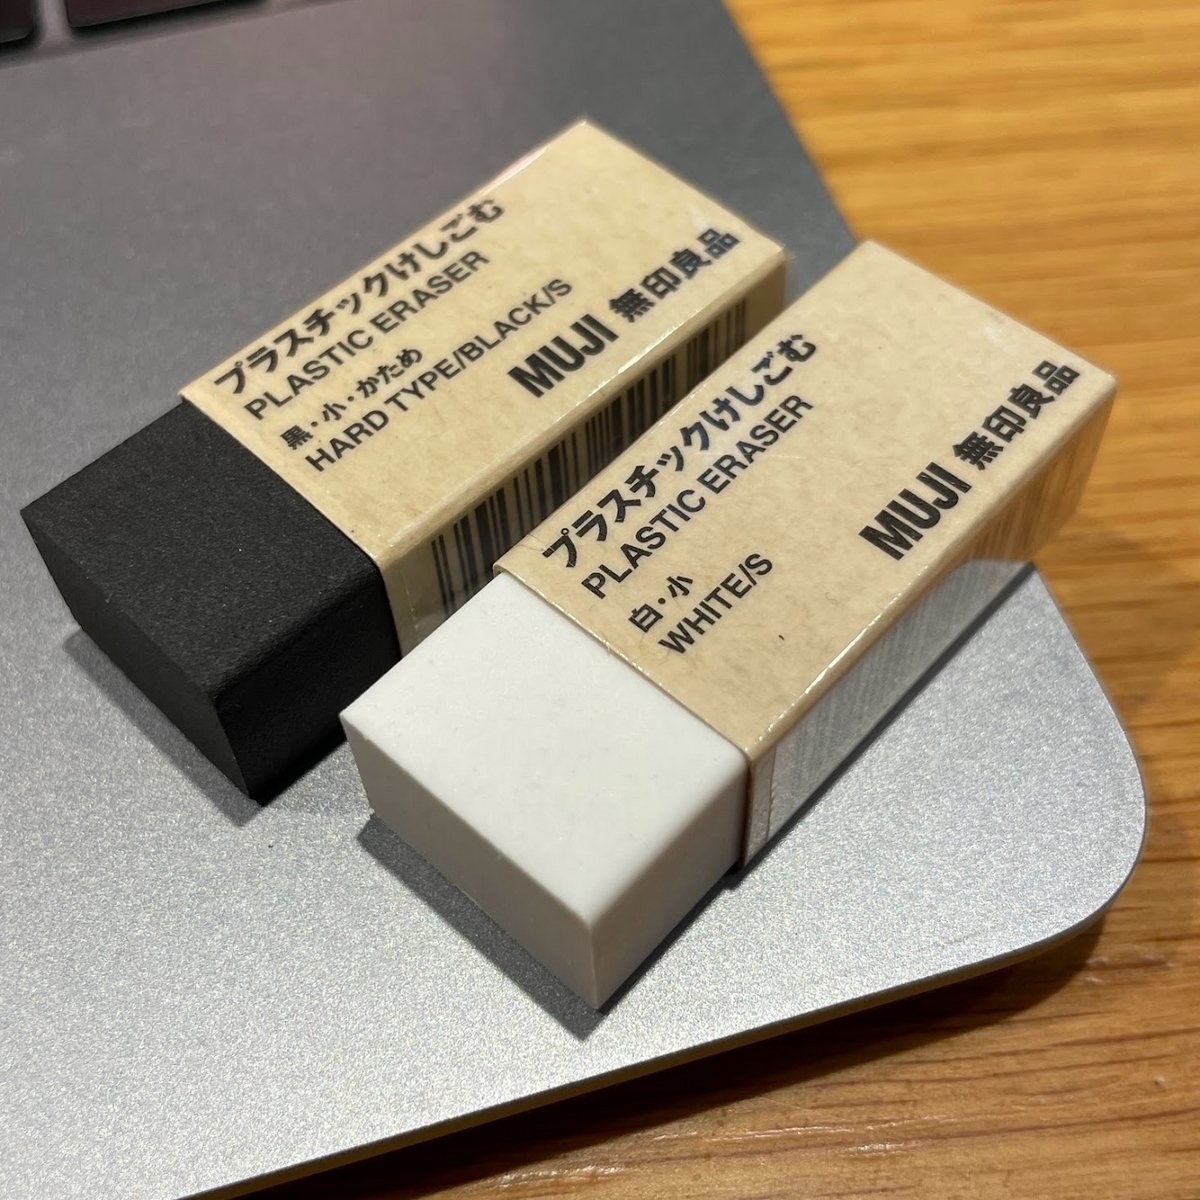 プラスチックけしごむ
PLASTIC ERASER
黒・小・かため
HARD TYPE/BLACK/S
MUJI 無印良品
プラスチックけしごむ
PLASTIC ERASER
白・小
WHITE/S
MUJI 無印良品